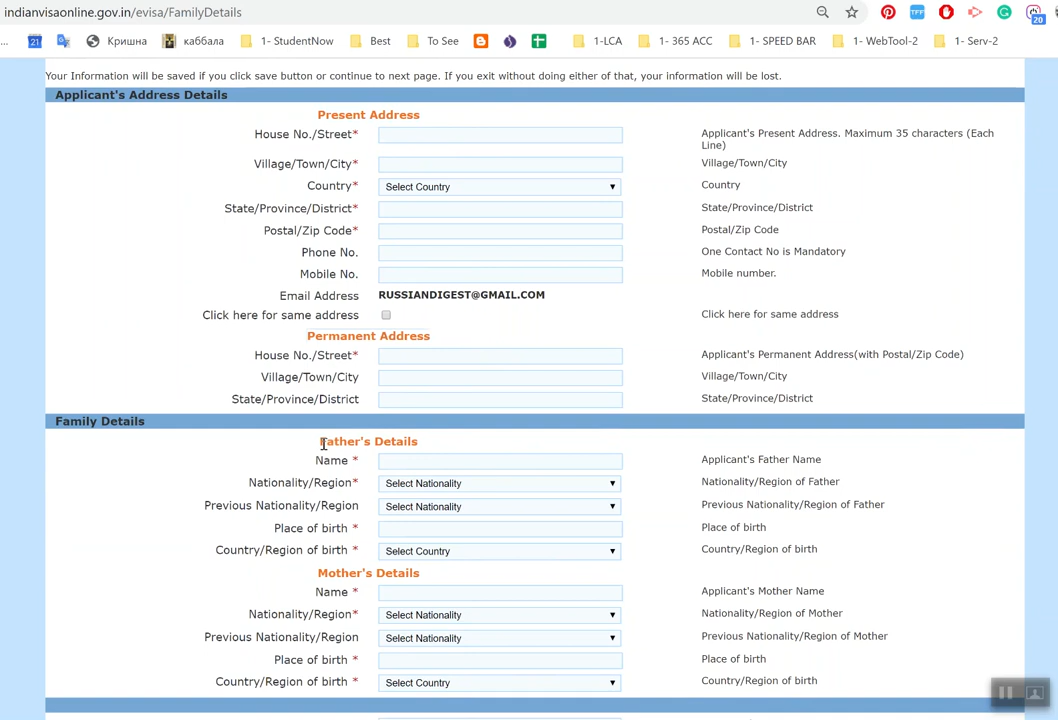 indianvisaonline.gov.in/evisa/FamilyDetails
20
... 21 Кришна каббала 1- StudentNow Best To See 1-LCA 1- 365 ACC 1- SPEED BAR 1- WebTool-2 1- Serv-2
Your Information will be saved if you click save button or continue to next page. If you exit without doing either of that, your information will be lost.
Applicant's Address Details
Present Address
House No./Street* Applicant's Present Address. Maximum 35 characters (Each
Line)
Village/Town/City* Village/Town/City
Country* Select Country Country
State/Province/District* State/Province/District
Postal/Zip Code* Postal/Zip Code
Phone No. One Contact No is Mandatory
Mobile No. Mobile number.
Email Address RUSSIANDIGEST@GMAIL.COM
Click here for same address Click here for same address
Permanent Address
House No./Street* Applicant's Permanent Address(with Postal/Zip Code)
Village/Town/City Village/Town/City
State/Province/District State/Province/District
Family Details
Father's Details
Name * Applicant's Father Name
Nationality/Region* Select Nationality Nationality/Region of Father
Previous Nationality/Region Select Nationality Previous Nationality/Region of Father
Place of birth * Place of birth
Country/Region of birth * Select Country Country/Region of birth
Mother's Details
Name * Applicant's Mother Name
Nationality/Region* Select Nationality Nationality/Region of Mother
Previous Nationality/Region Select Nationality Previous Nationality/Region of Mother
Place of birth * Place of birth
Country/Region of birth * Select Country Country/Region of birth